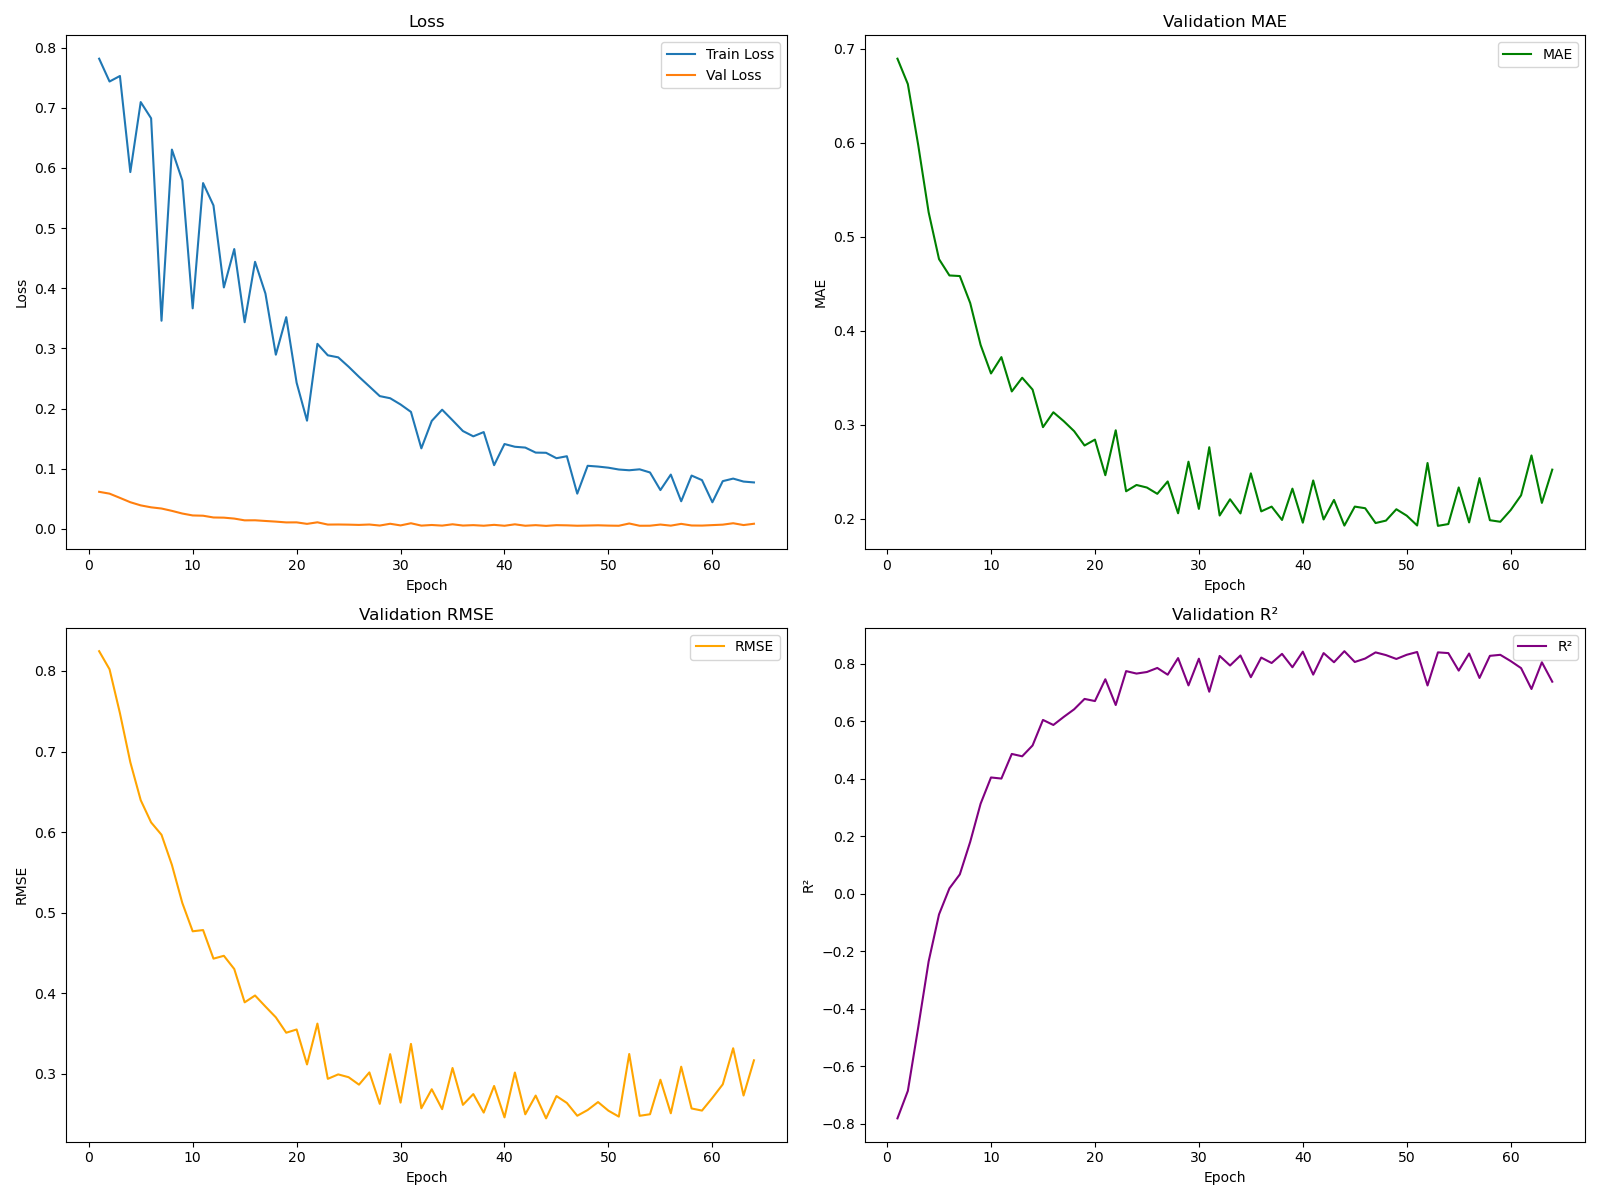 Loss
Train Loss
Val Loss
0.8
0.7
0.6
0.5
0.4
0.3
0.2
0.1
0.0
Loss
0 10 20 30 40 50 60
Epoch
Validation MAE
MAE
0.7
0.6
0.5
0.4
0.3
0.2
MAE
0 10 20 30 40 50 60
Epoch
Validation RMSE
RMSE
0.8
0.7
0.6
0.5
0.4
0.3
RMSE
0 10 20 30 40 50 60
Epoch
Validation R²
R²
0.8
0.6
0.4
0.2
0.0
−0.2
−0.4
−0.6
−0.8
R²
0 10 20 30 40 50 60
Epoch